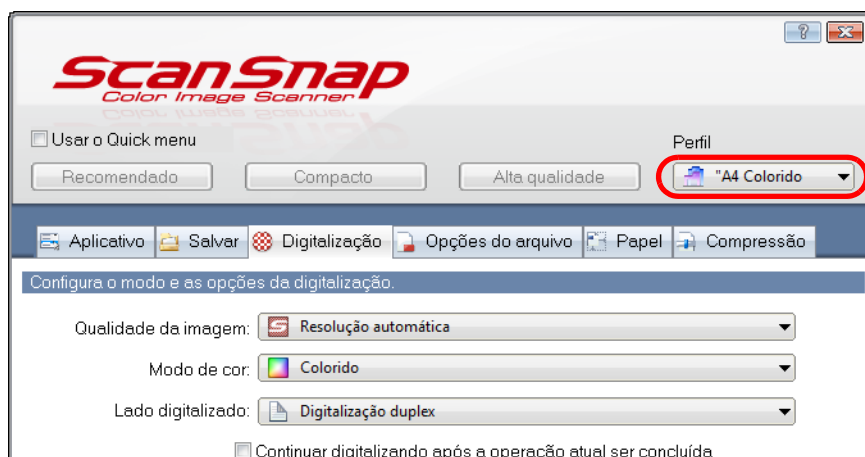 ScanSnap
Color Image Scanner
Usar o Quick menu
Perfil
Recomendado Compacto Alta qualidade "A4 Colorido
Aplicativo Salvar Digitalização Opções do arquivo Papel Compressão
Configura o modo e as opções da digitalização.
Qualidade da imagem: Resolução automática
Modo de cor: Colorido
Lado digitalizado: Digitalização duplex
Continuar digitalizando após a operação atual ser concluída